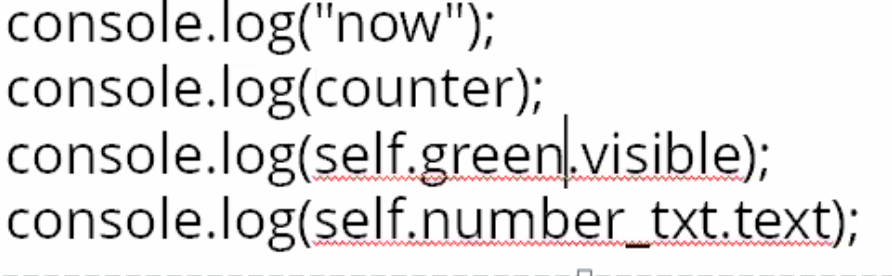 console.log("now");
console.log(counter);
console.log(self.green.visible);
console.log(self.number_txt.text);